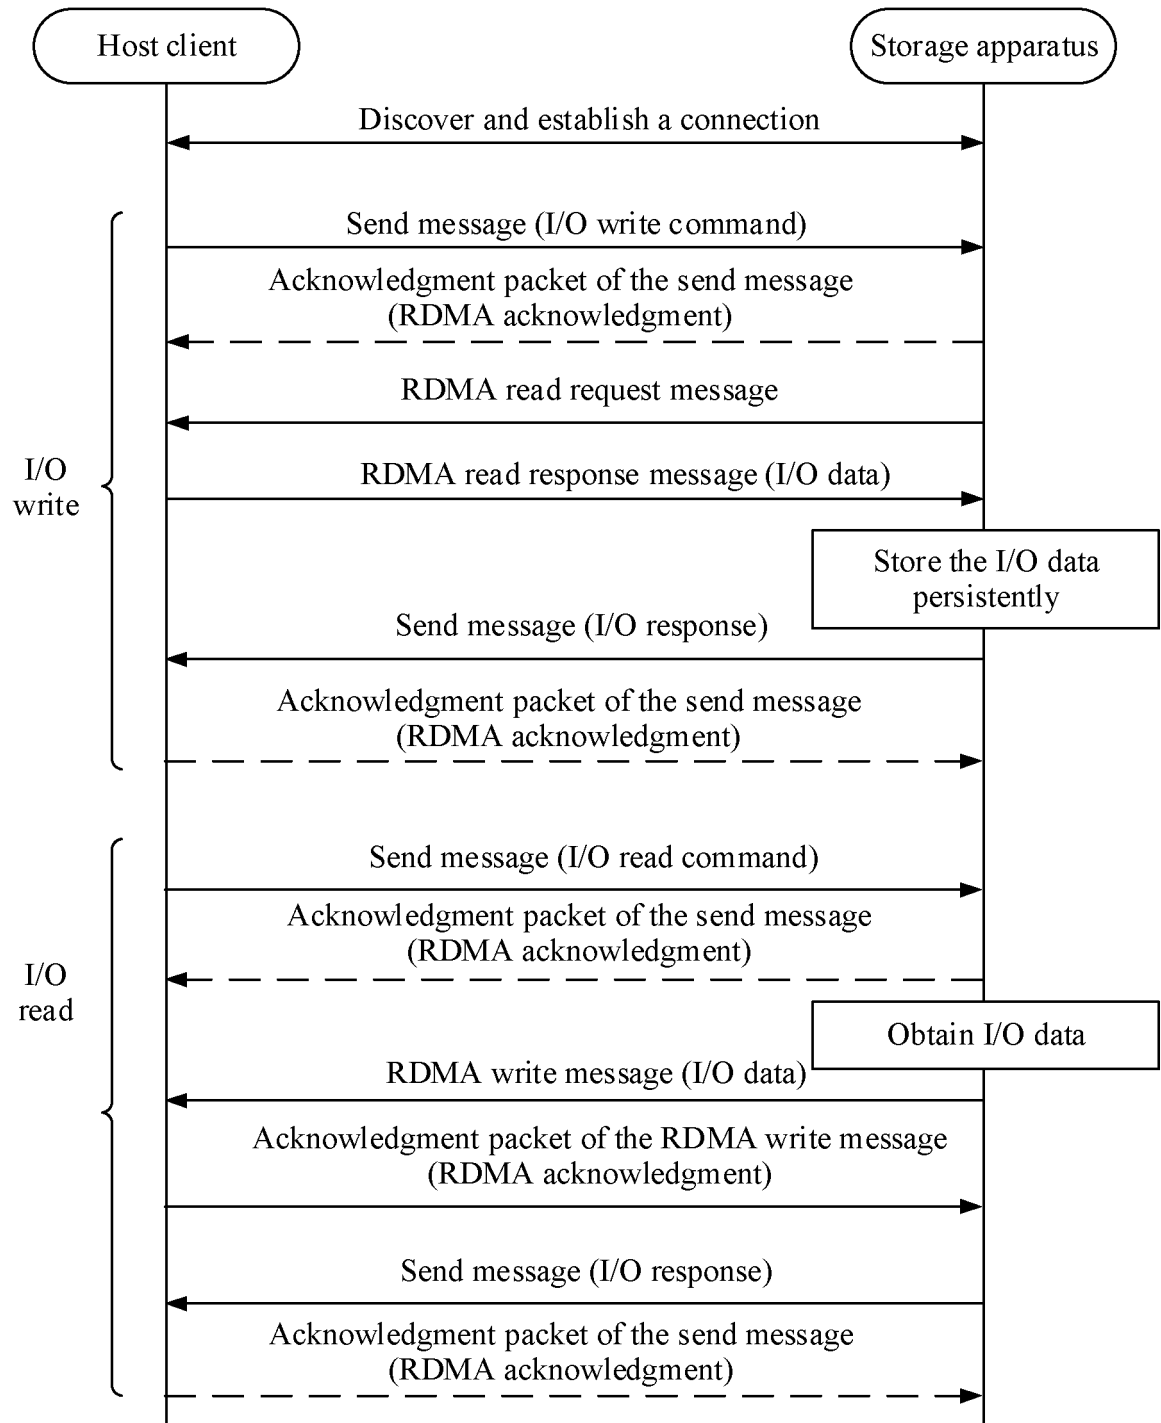 Host client
Storage apparatus
Discover and establish a connection
Send message (I/O write command)
Acknowledgment packet of the send message
(RDMA acknowledgment)
RDMA read request message
I/O
write
RDMA read response message (I/O data)
Store the I/O data
persistently
Send message (I/O response)
Acknowledgment packet of the send message
(RDMA acknowledgment)
Send message (I/O read command)
Acknowledgment packet of the send message
(RDMA acknowledgment)
I/O
read
Obtain I/O data
RDMA write message (I/O data)
Acknowledgment packet of the RDMA write message
(RDMA acknowledgment)
Send message (I/O response)
Acknowledgment packet of the send message
(RDMA acknowledgment)